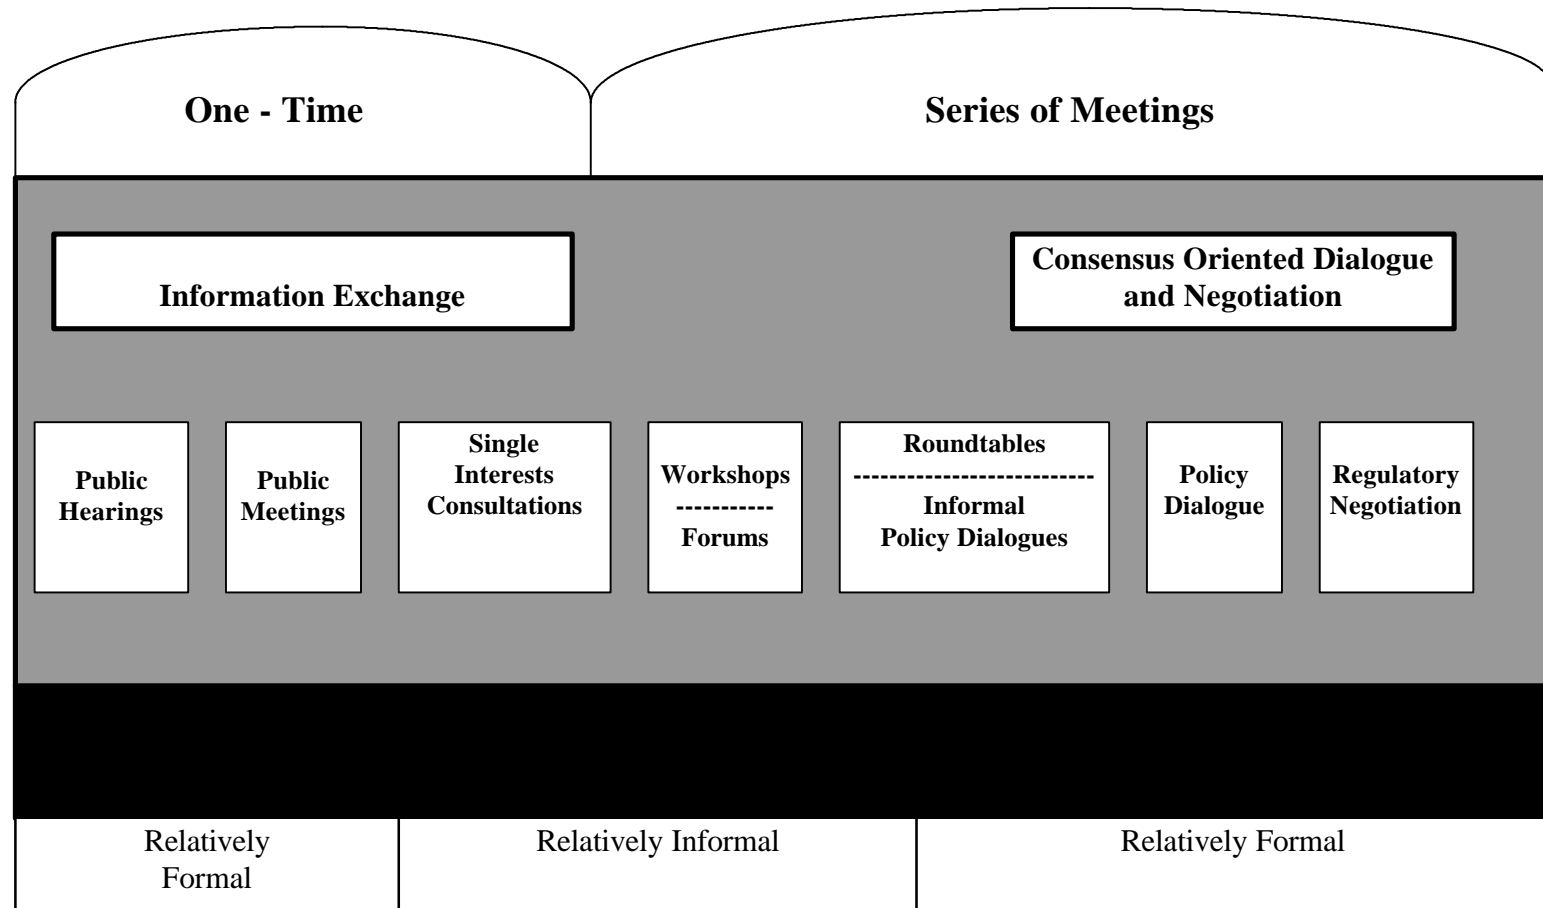 One - Time
Series of Meetings
Information Exchange
Consensus Oriented Dialogue
and Negotiation
Public
Hearings
Public
Meetings
Single
Interests
Consultations
Workshops
-----------
Forums
Roundtables
---------------------------
Informal
Policy Dialogues
Policy
Dialogue
Regulatory
Negotiation
Relatively
Formal
Relatively Informal
Relatively Formal